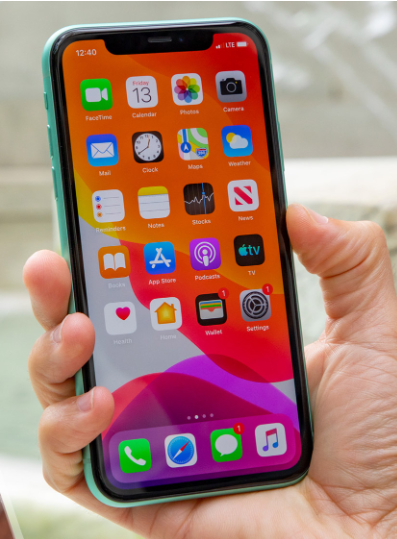 12:40 LTE
Friday
13
FaceTime Calendar Photos Camera
Mail Clock Maps Weather
Reminders Notes Stocks News
tv
Books App Store Podcasts TV
1 1
Health Home Wallet Settings
1